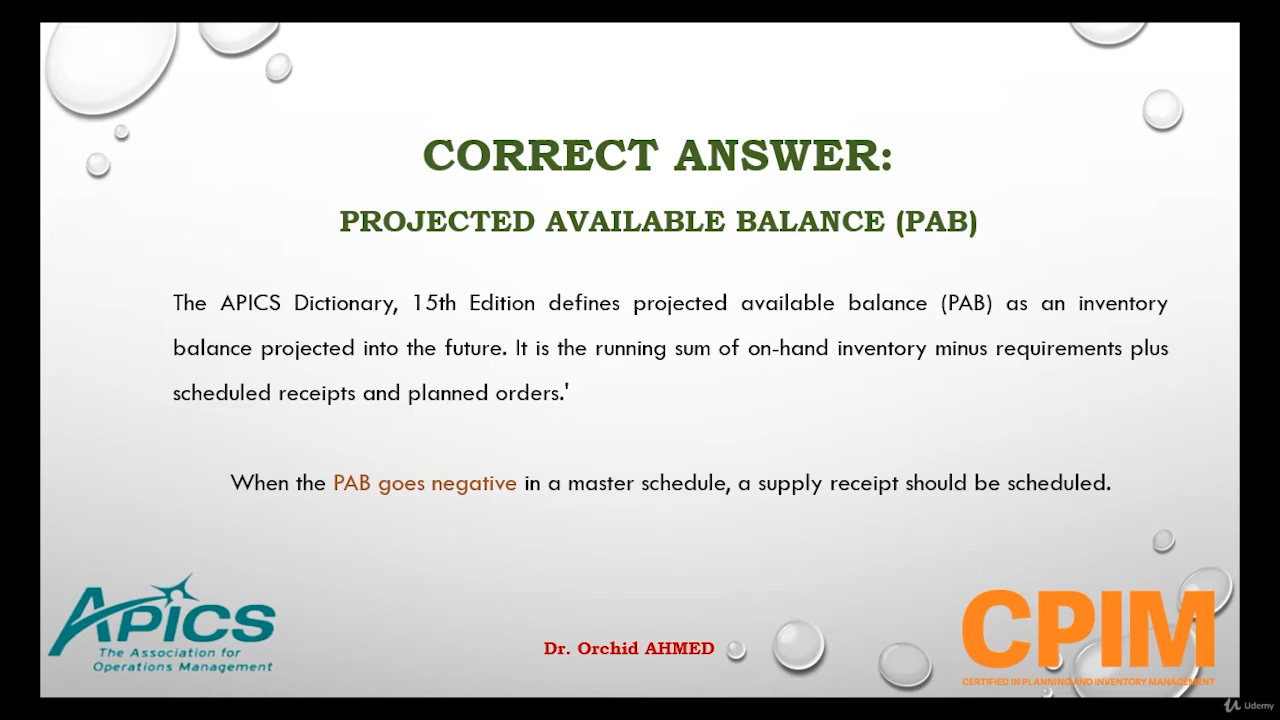 CORRECT ANSWER:
PROJECTED AVAILABLE BALANCE (PAB)
The APICS Dictionary, 15th Edition defines projected available balance (PAB) as an inventory
balance projected into the future. It is the running sum of on-hand inventory minus requirements plus
scheduled receipts and planned orders.'
When the PAB goes negative in a master schedule, a supply receipt should be scheduled.
APICS
The Association for
Operations Management
Dr. Orchid AHMED
CPIM
CERTIFIED IN PLANNING AND INVENTORY MANAGEMENT
Udemy